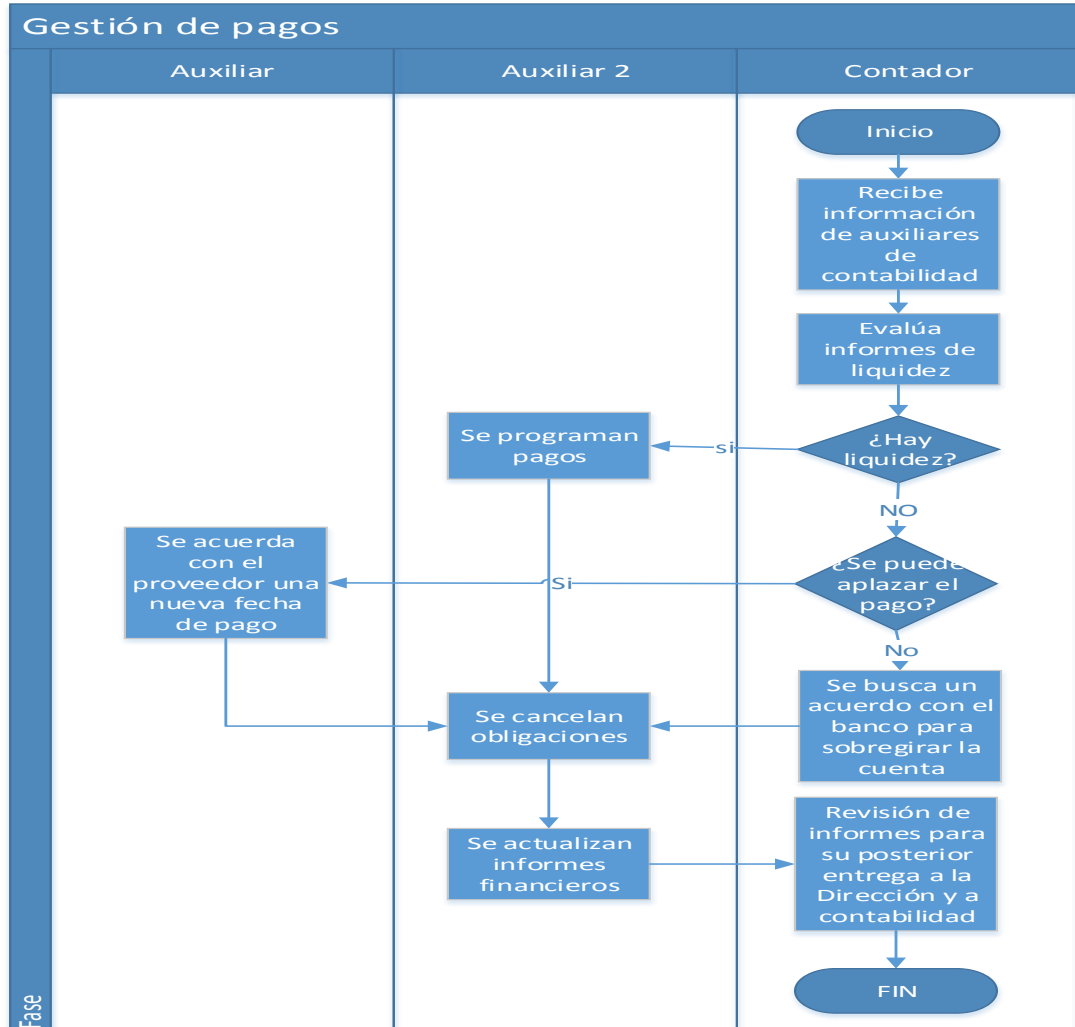 Gestión de pagos
Auxiliar
Auxiliar 2
Contador
Inicio
Recibe
información
de auxiliares
de
contabilidad
Evalúa
informes de
liquidez
¿Hay
liquidez?
si
Se programan
pagos
NO
¿Se puede
aplazar el
pago?
Si
Se acuerda
con el
proveedor una
nueva fecha
de pago
No
Se busca un
acuerdo con el
banco para
sobregirar la
cuenta
Se cancelan
obligaciones
Se actualizan
informes
financieros
Revisión de
informes para
su posterior
entrega a la
Dirección y a
contabilidad
FIN
Fase